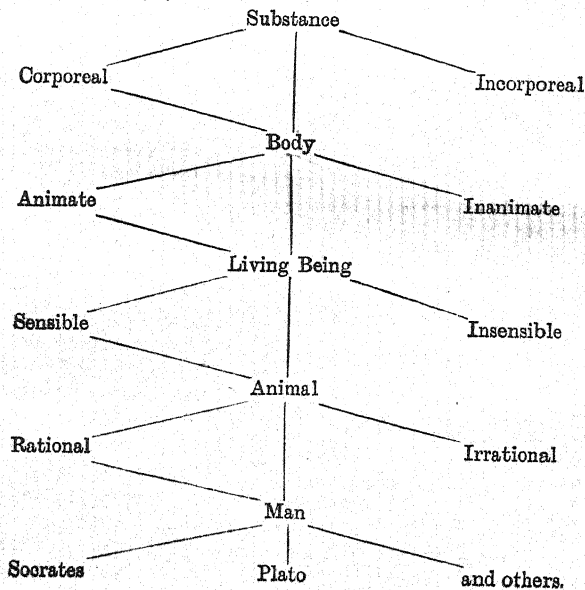 Substance
Corporeal
Incorporeal
Body
Animate
Inanimate
Living Being
Sensible
Insensible
Animal
Rational
Irrational
Man
Socrates Plato and others.